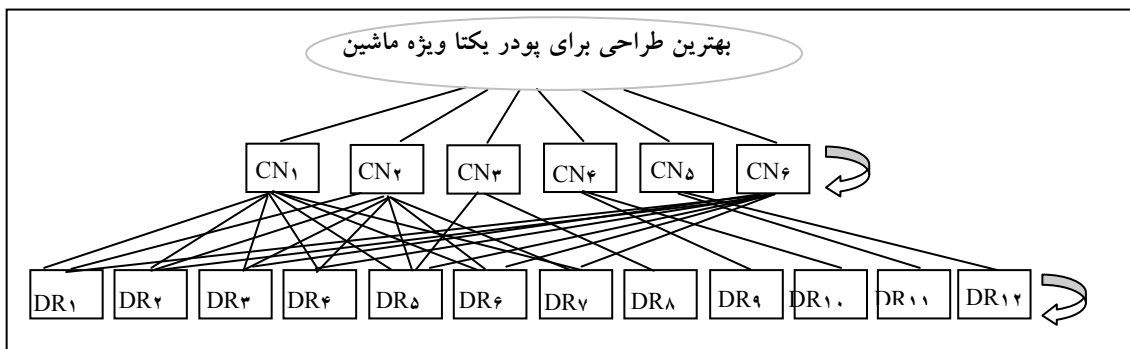 بهترین طراحی برای پودر یکتا ویژه ماشین
CN۱ CN۲ CN۳ CN۴ CN۵ CN۶
DR۱ DR۲ DR۳ DR۴ DR۵ DR۶ DR۷ DR۸ DR۹ DR۱۰ DR۱۱ DR۱۲